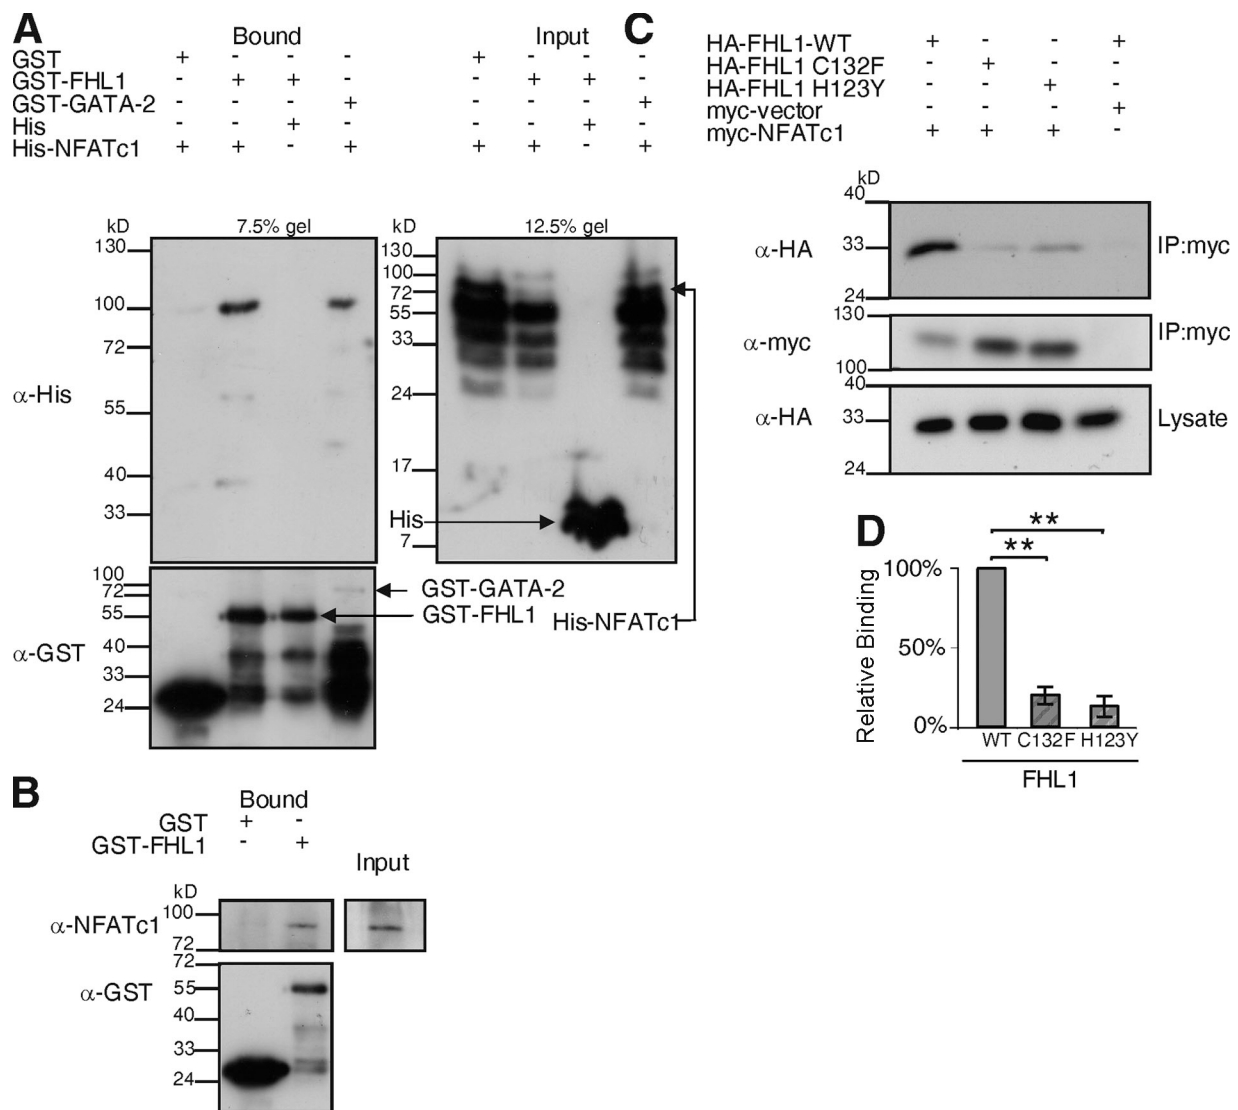 A
Bound
Input
GST + - - - + - - -
GST-FHL1 - + + - - + + -
GST-GATA-2 - - - + - - - +
His - - + - - - + -
His-NFATc1 + + - + + + - +
kD
7.5% gel
130
100
72
55
40
33
α-His
kD
12.5% gel
130
100
72
55
33
24
17
7
His
100
72
55
40
33
24
α-GST
GST-GATA-2
GST-FHL1
His-NFATc1
B
Bound
GST + -
GST-FHL1 - +
Input
kD
α-NFATc1
100
72
72
α-GST
55
40
33
24
C
HA-FHL1-WT + - - +
HA-FHL1 C132F - + - -
HA-FHL1 H123Y - - + -
myc-vector - - - +
myc-NFATc1 + + + -
kD
40
α-HA
33
IP:myc
24
130
α-myc
IP:myc
100
40
α-HA
33
Lysate
24
D
**
**
Relative Binding
100%
50%
0%
WT C132F H123Y
FHL1